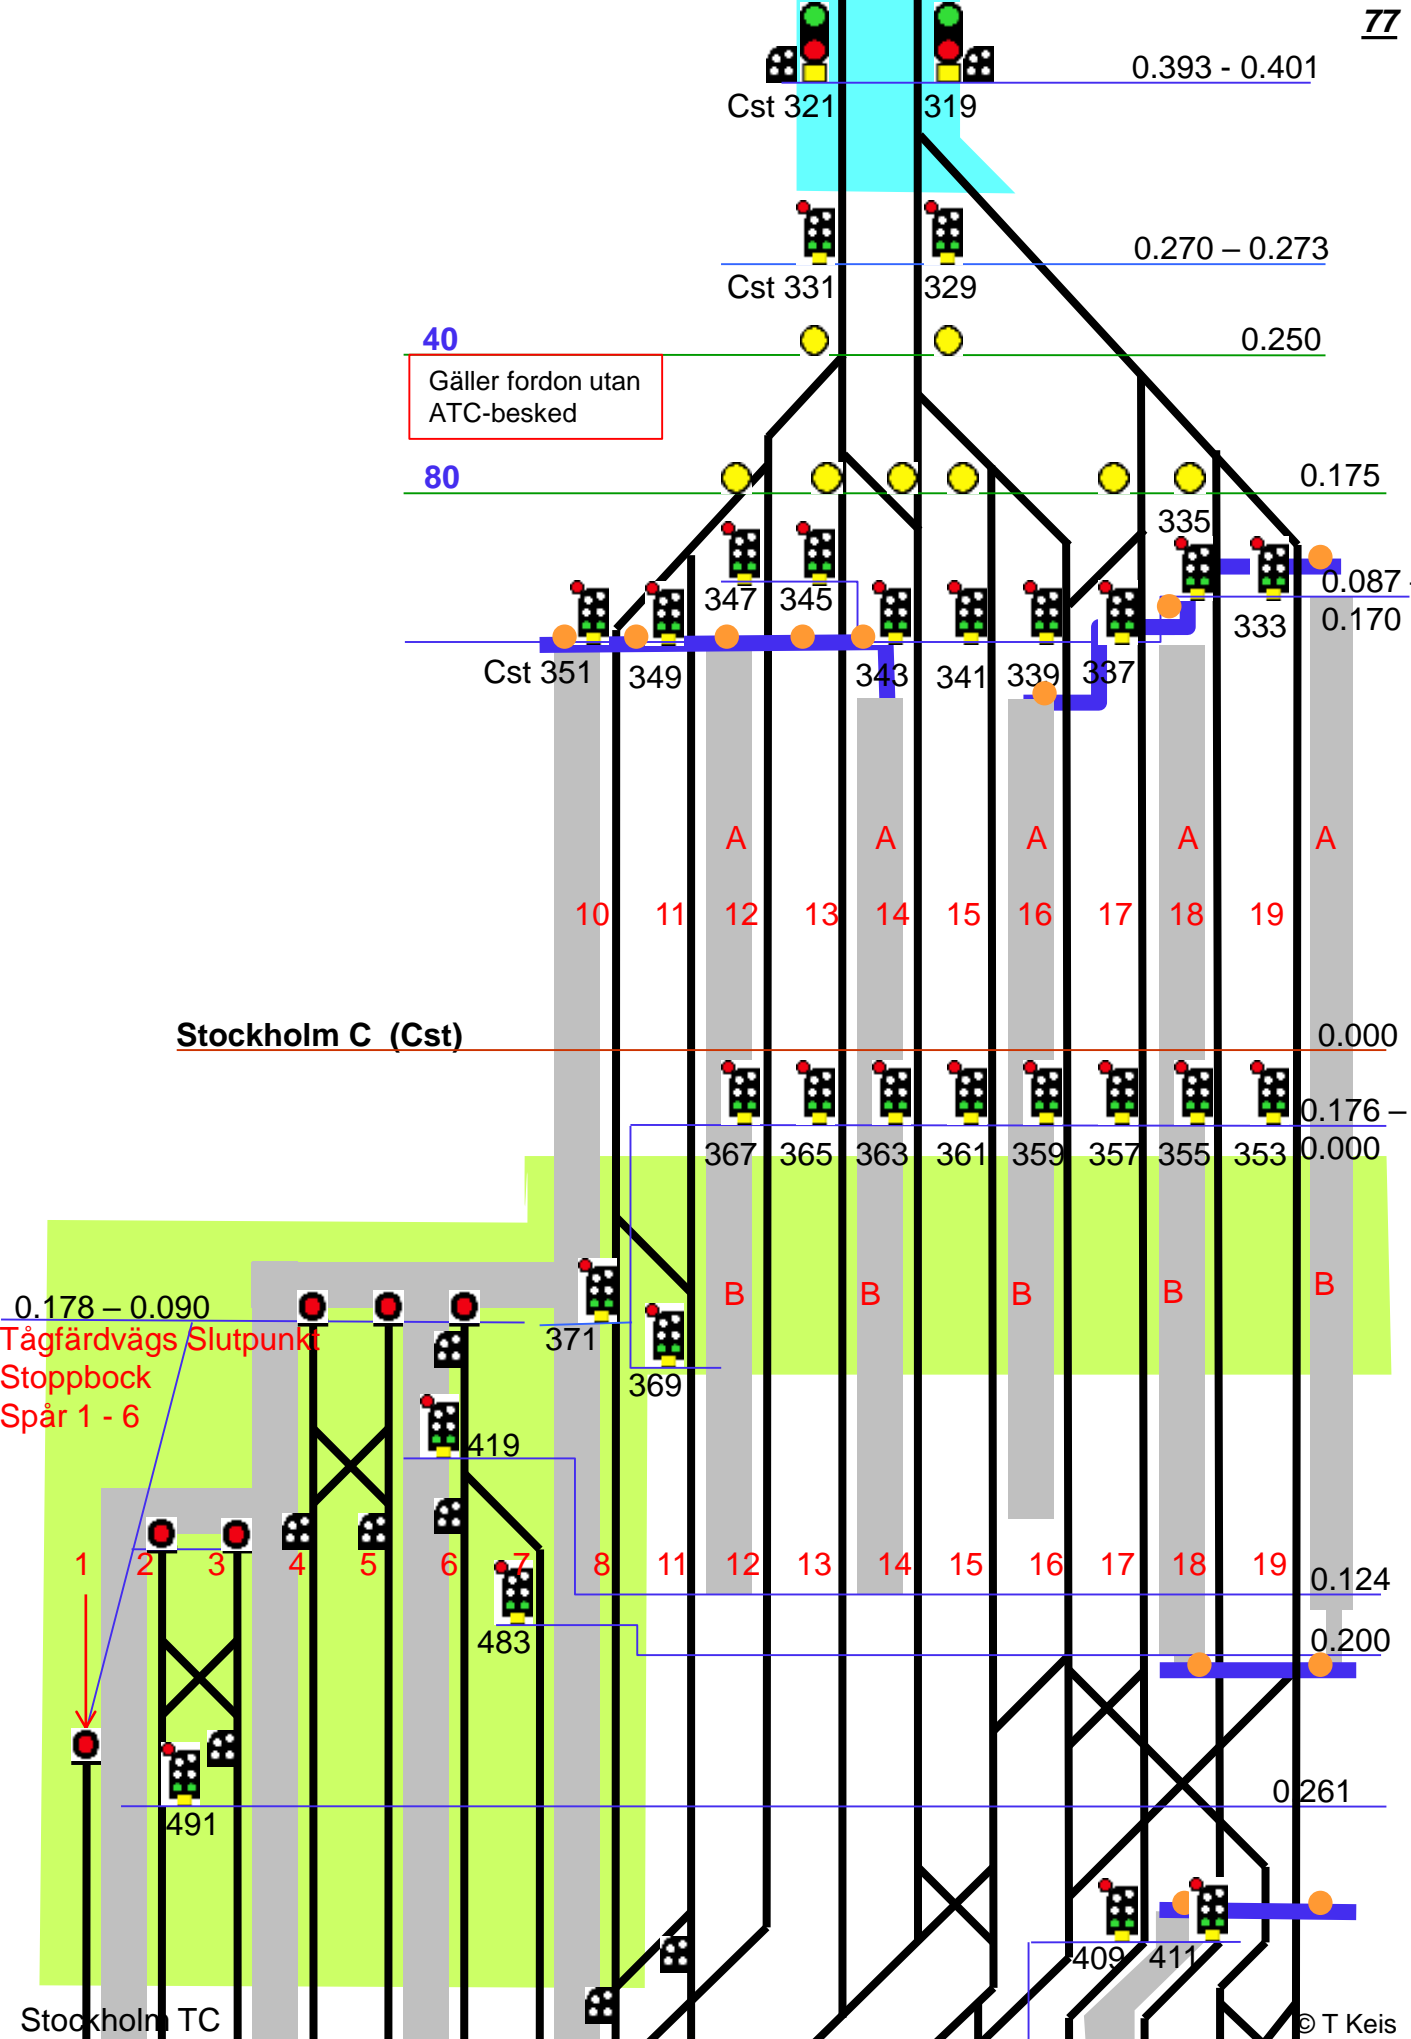 77
0.393 - 0.401
Cst 321
319
0.270 – 0.273
Cst 331
329
40
0.250
Gäller fordon utan
ATC-besked
80
0.175
335
347
345
0.087 -
333
0.170
Cst 351
349
343
341
339
337
A A A A A
10 11 12 13 14 15 16 17 18 19
Stockholm C (Cst)
0.000
0.176 –
367 365 363 361 359 357 355 353 0.000
B B B B B
0.178 – 0.090
Tågfärdvägs Slutpunkt
371
Stoppbock
369
Spår 1 - 6
419
1 2 3 4 5 6 7 8 11 12 13 14 15 16 17 18 19
0.124
483
0.200
0.261
491
409 411
Stockholm TC
© T Keis